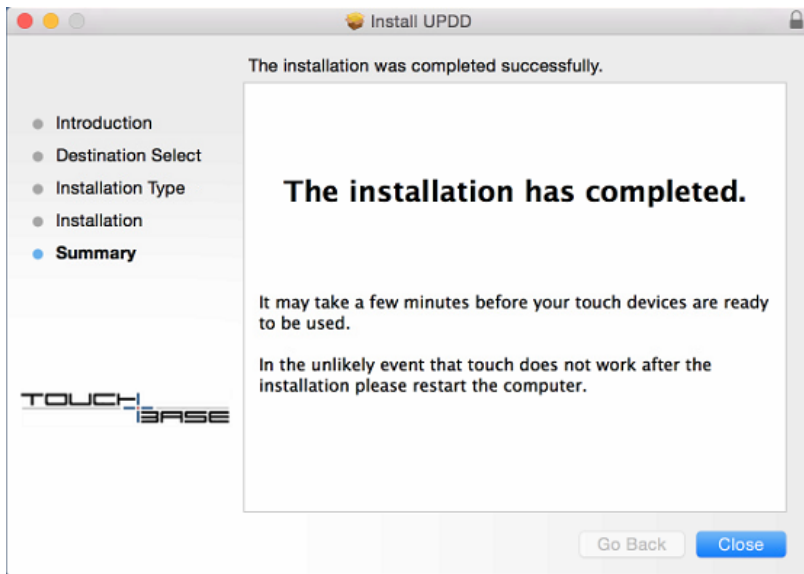 Install UPDD
The installation was completed successfully.
Introduction
Destination Select
Installation Type
Installation
Summary
The installation has completed.
It may take a few minutes before your touch devices are ready
to be used.
In the unlikely event that touch does not work after the
installation please restart the computer.
TOUCH
BASE
Go Back
Close